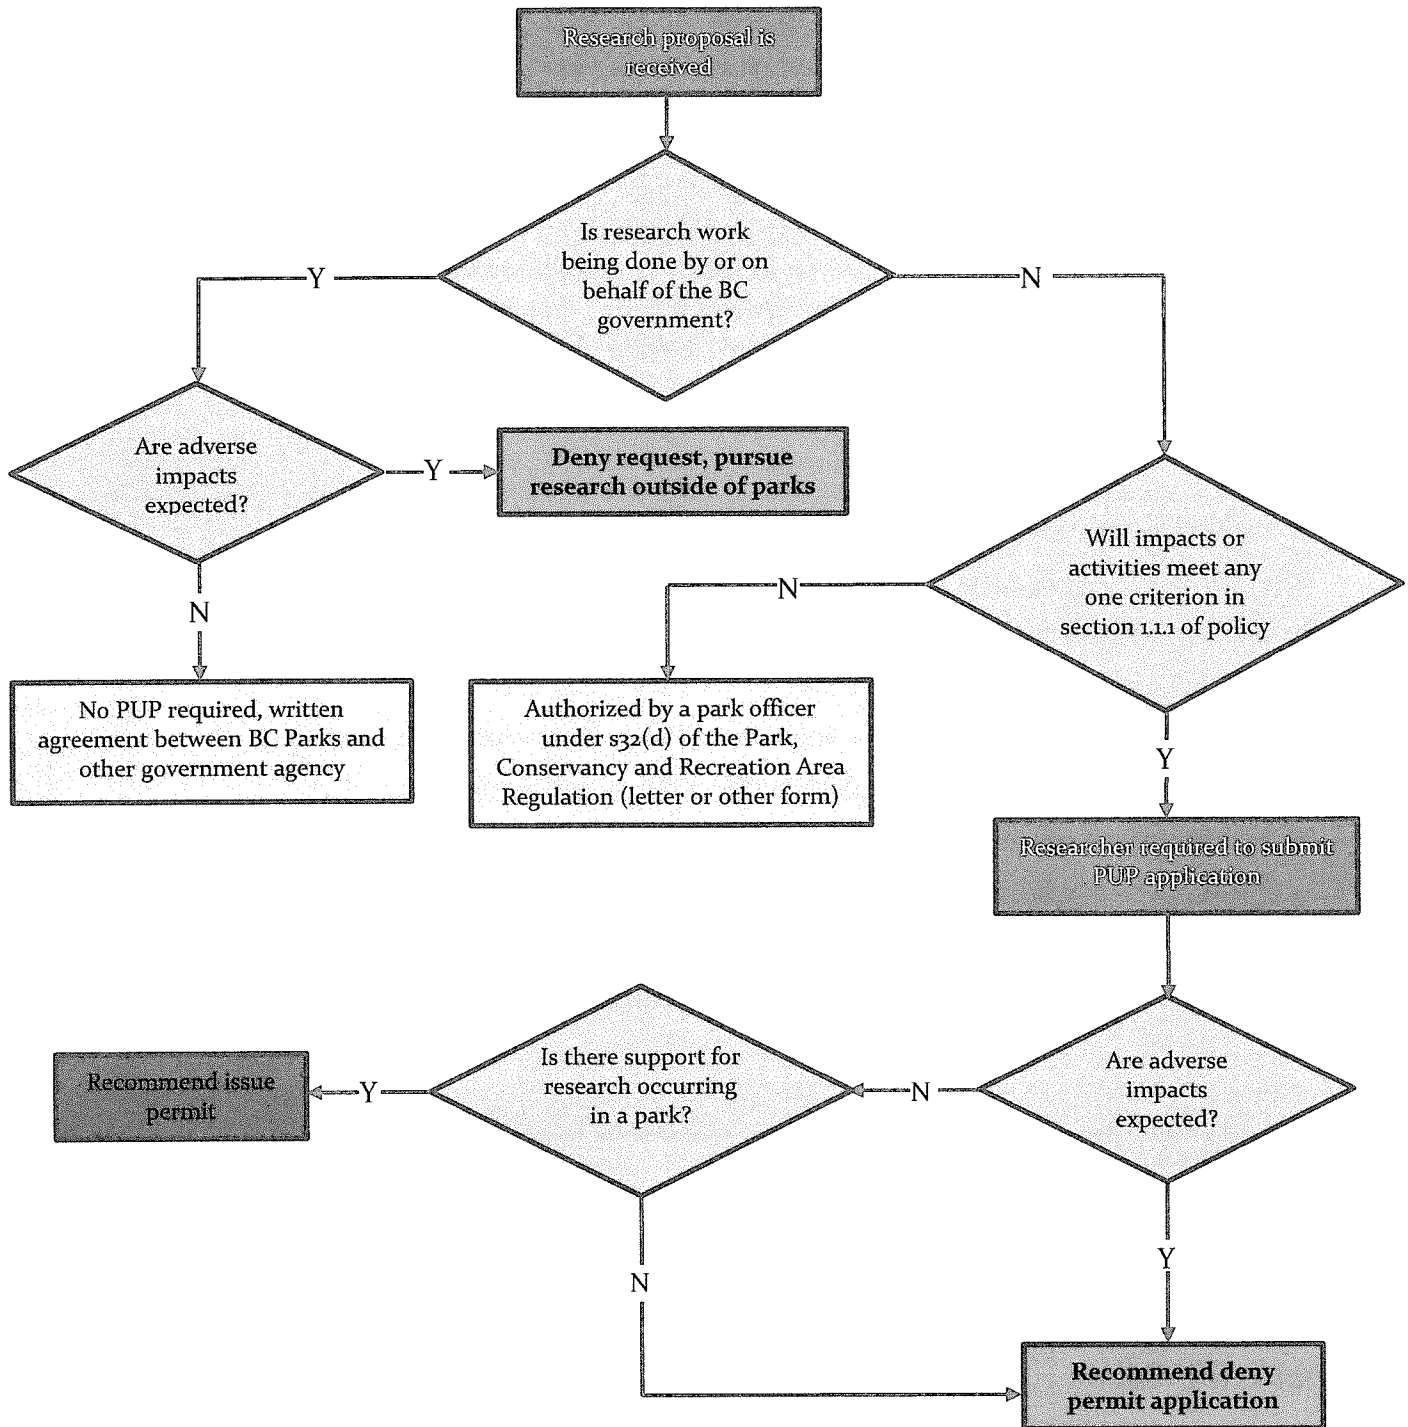 Research proposal is
received
Is research work
being done by or on
behalf of the BC
government?
Y
N
Are adverse
impacts
expected?
Y
Deny request, pursue
research outside of parks
Will impacts or
activities meet any
one criterion in
section 1.1.1 of policy
N
N
No PUP required, written
agreement between BC Parks and
other government agency
Authorized by a park officer
under s32(d) of the Park,
Conservancy and Recreation Area
Regulation (letter or other form)
Y
Researcher required to submit
PUP application
Are adverse
impacts
expected?
N
Is there support for
research occurring
in a park?
Y
Recommend issue
permit
N
Y
Recommend deny
permit application